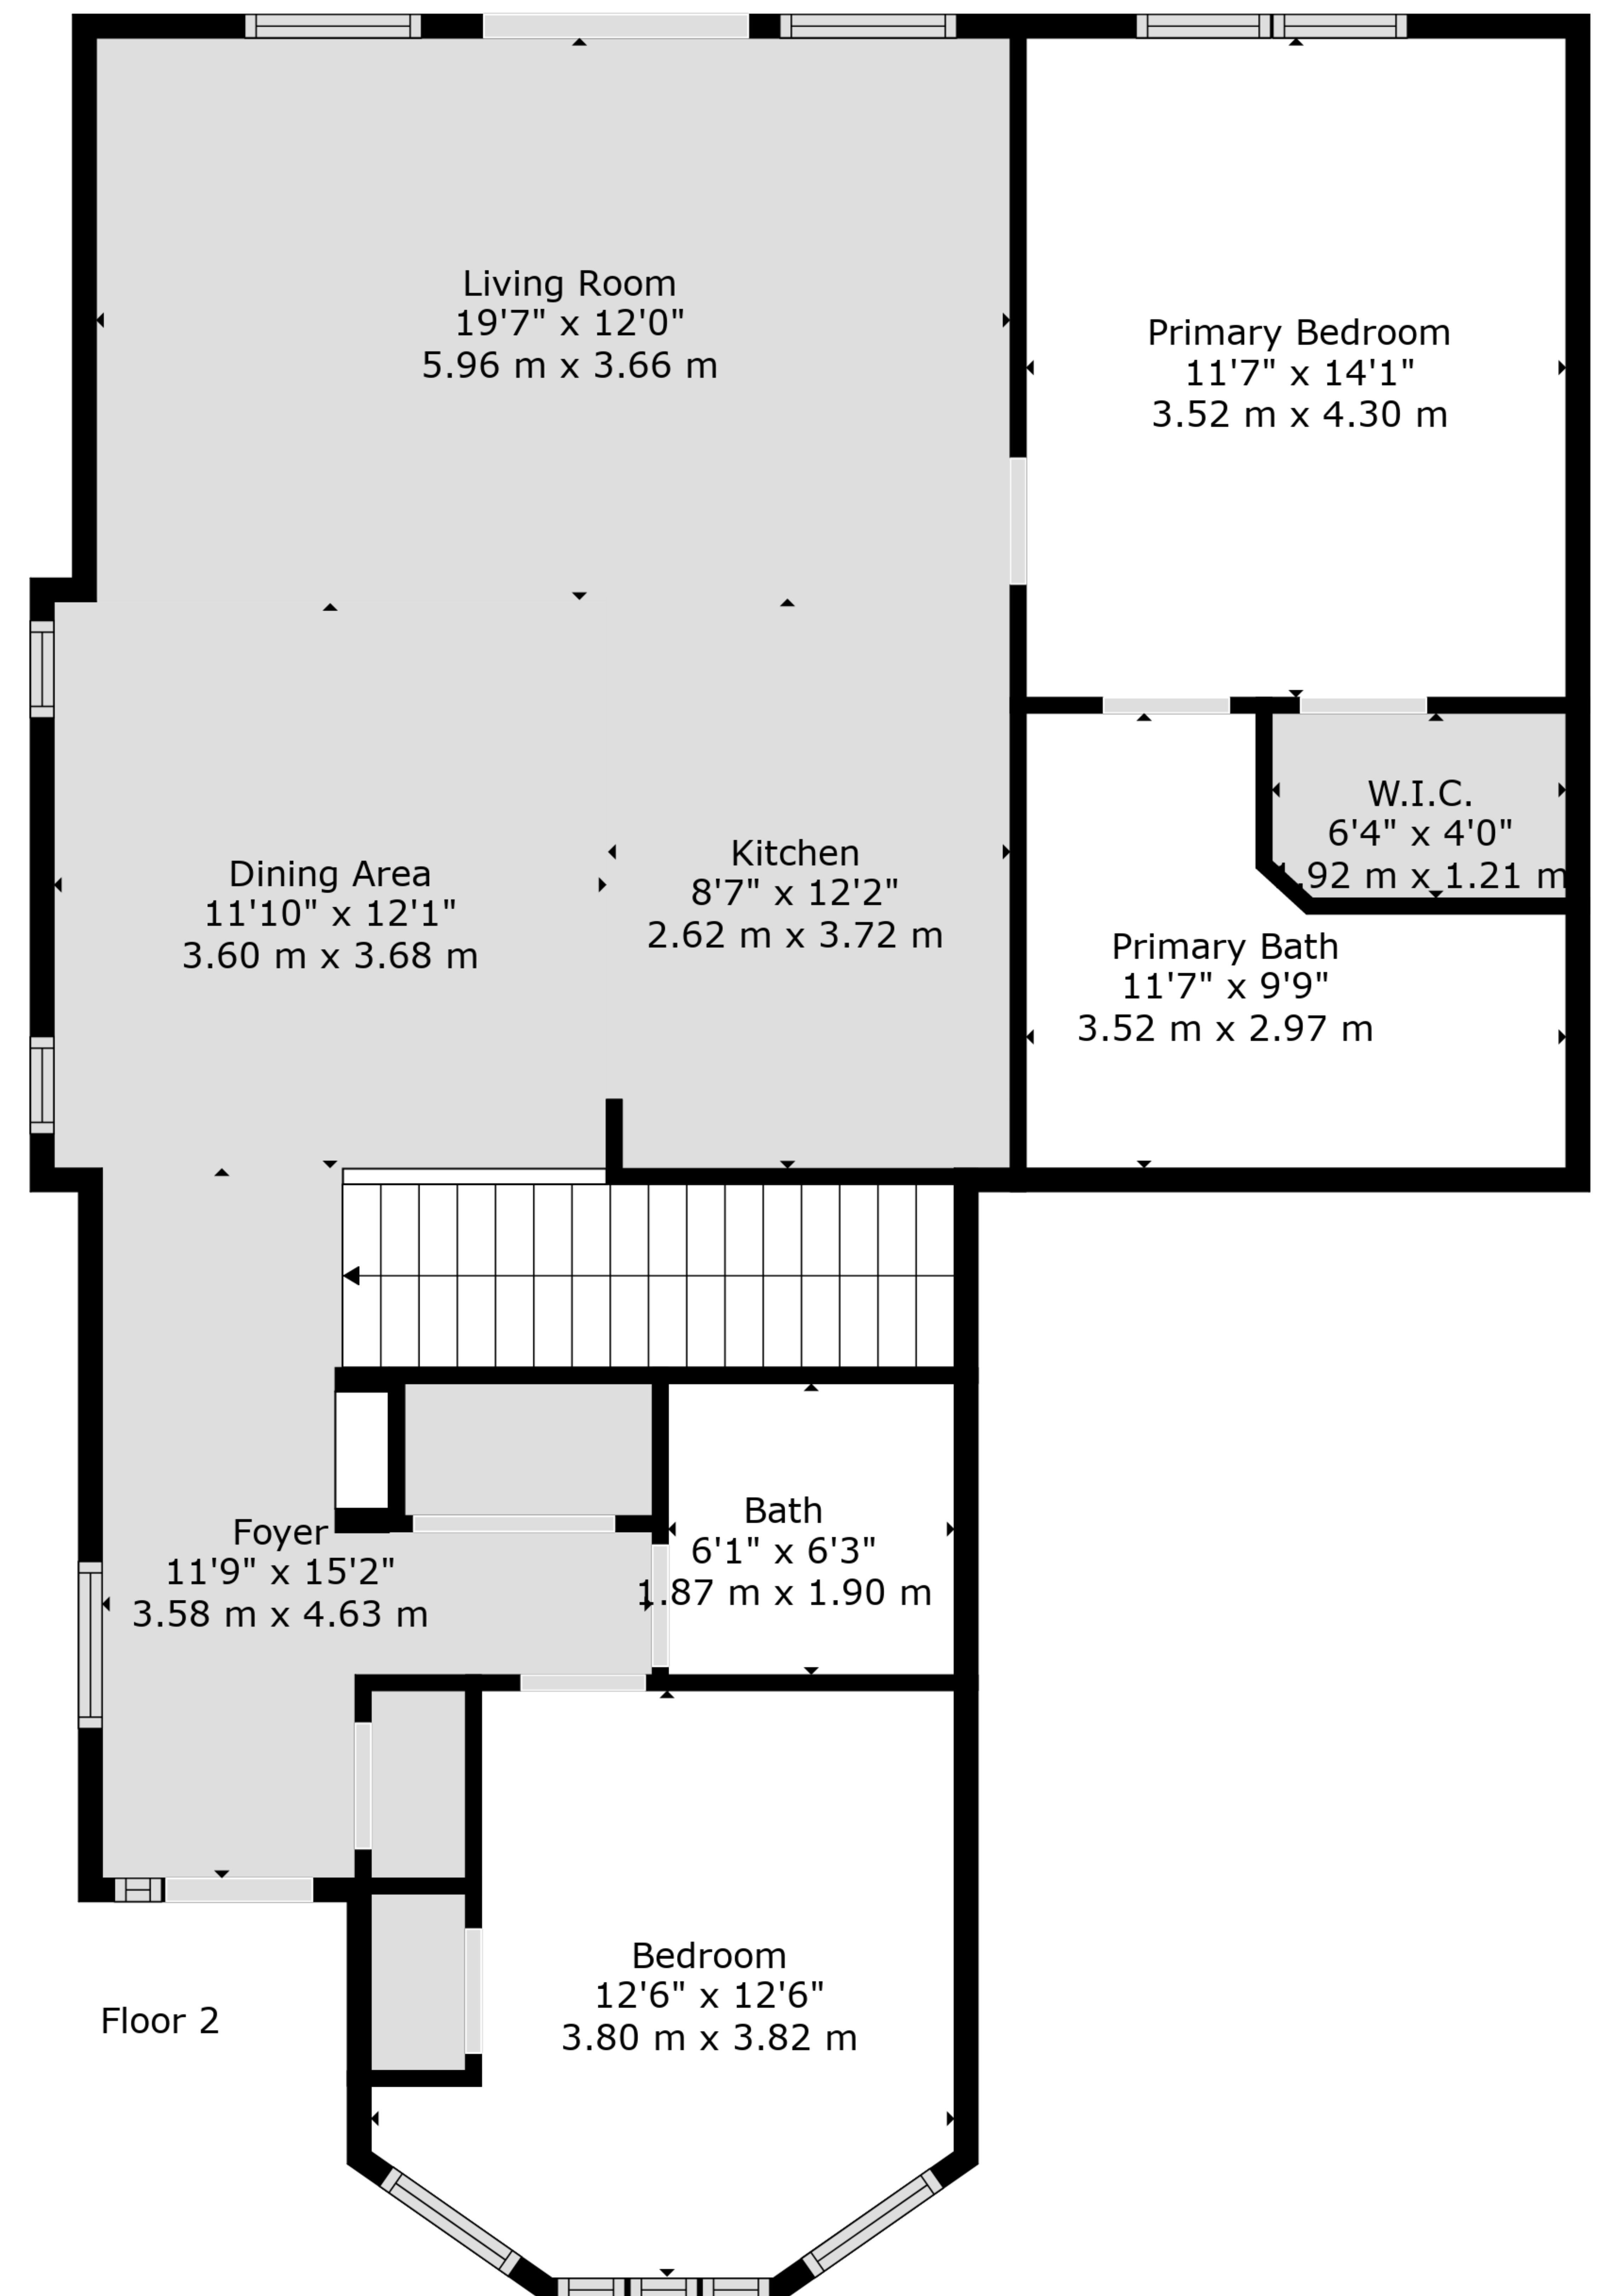 Living Room
19'7" x 12'0"
5.96 m x 3.66 m
Primary Bedroom
11'7" x 14'1"
3.52 m x 4.30 m
W.I.C.
6'4" x 4'0"
1.92 m x 1.21 m
Dining Area
11'10" x 12'1"
3.60 m x 3.68 m
Kitchen
8'7" x 12'2"
2.62 m x 3.72 m
Primary Bath
11'7" x 9'9"
3.52 m x 2.97 m
Foyer
11'9" x 15'2"
3.58 m x 4.63 m
Bath
6'1" x 6'3"
1.87 m x 1.90 m
Bedroom
12'6" x 12'6"
3.80 m x 3.82 m
Floor 2